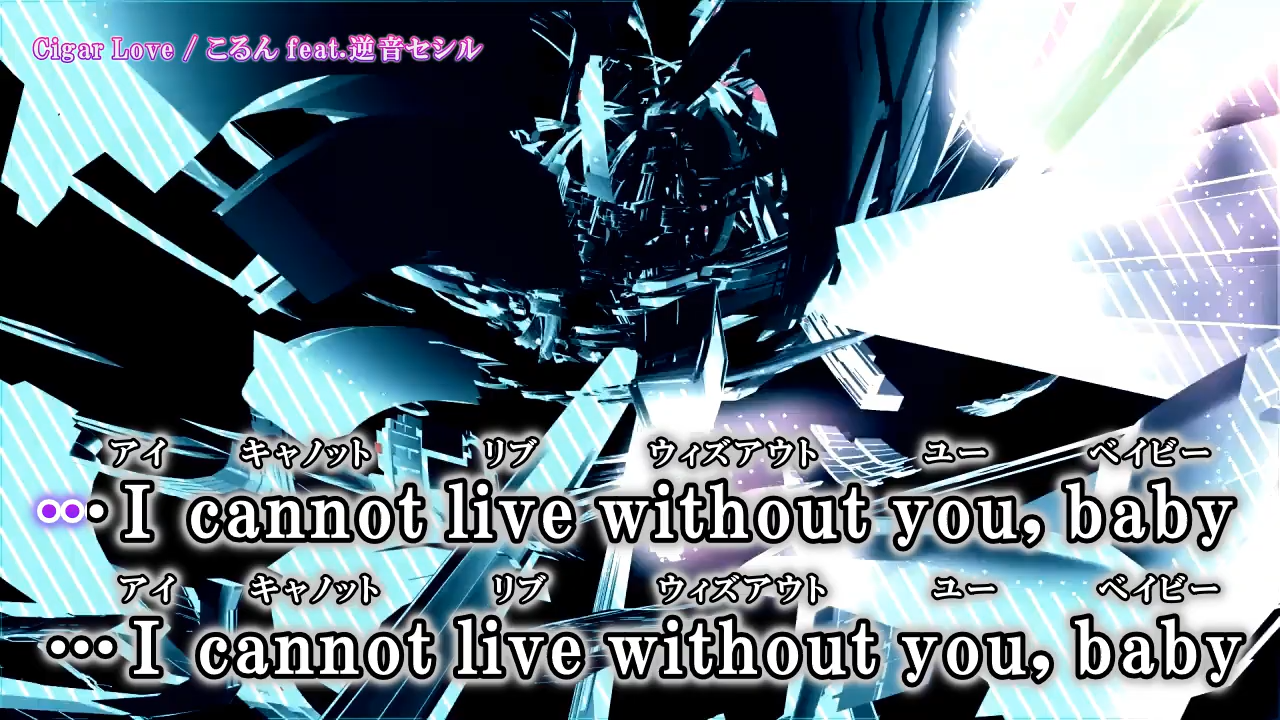 Cigar Love / こるん feat.逆音セシル
アイ キャノット リブ ウィズアウト ユー ベイビー
…I cannot live without you, baby
アイ キャノット リブ ウィズアウト ユー ベイビー
…I cannot live without you, baby